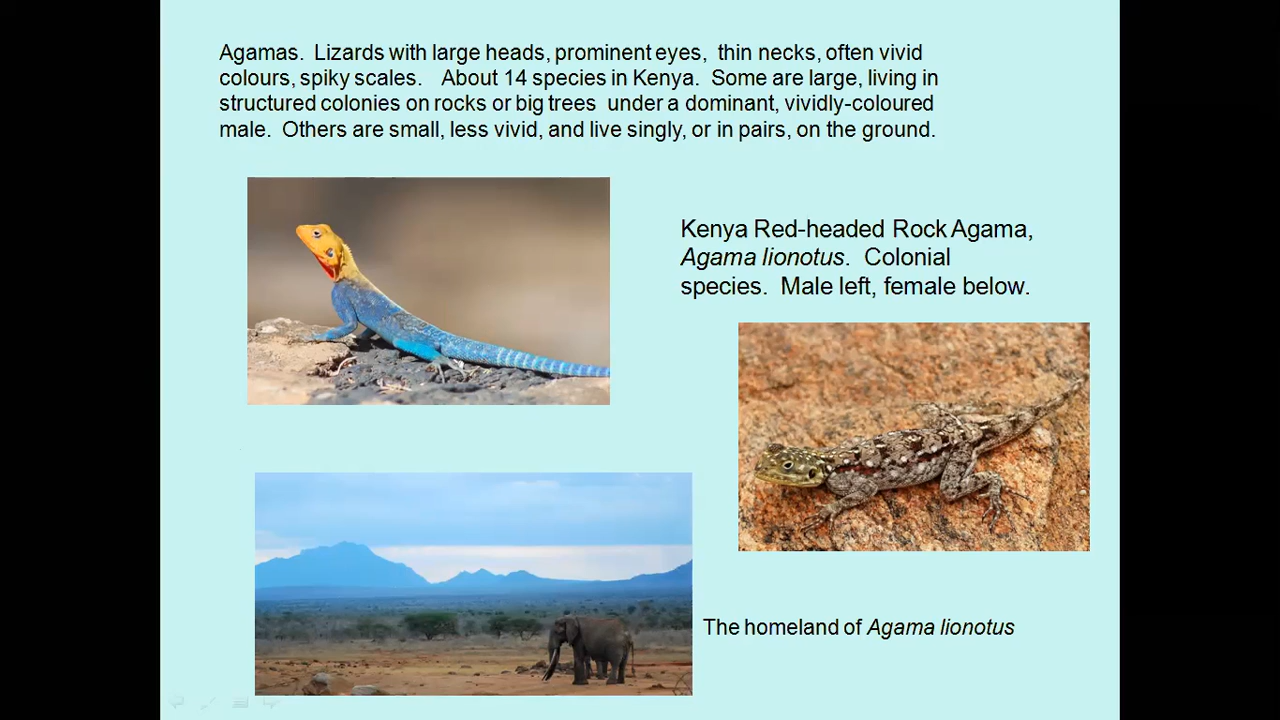 Agamas.  Lizards with large heads, prominent eyes,  thin necks, often vivid
colours, spiky scales.   About 14 species in Kenya.  Some are large, living in
structured colonies on rocks or big trees  under a dominant, vividly-coloured
male.  Others are small, less vivid, and live singly, or in pairs, on the ground.
Kenya Red-headed Rock Agama,
Agama lionotus.  Colonial
species.  Male left, female below.
The homeland of Agama lionotus